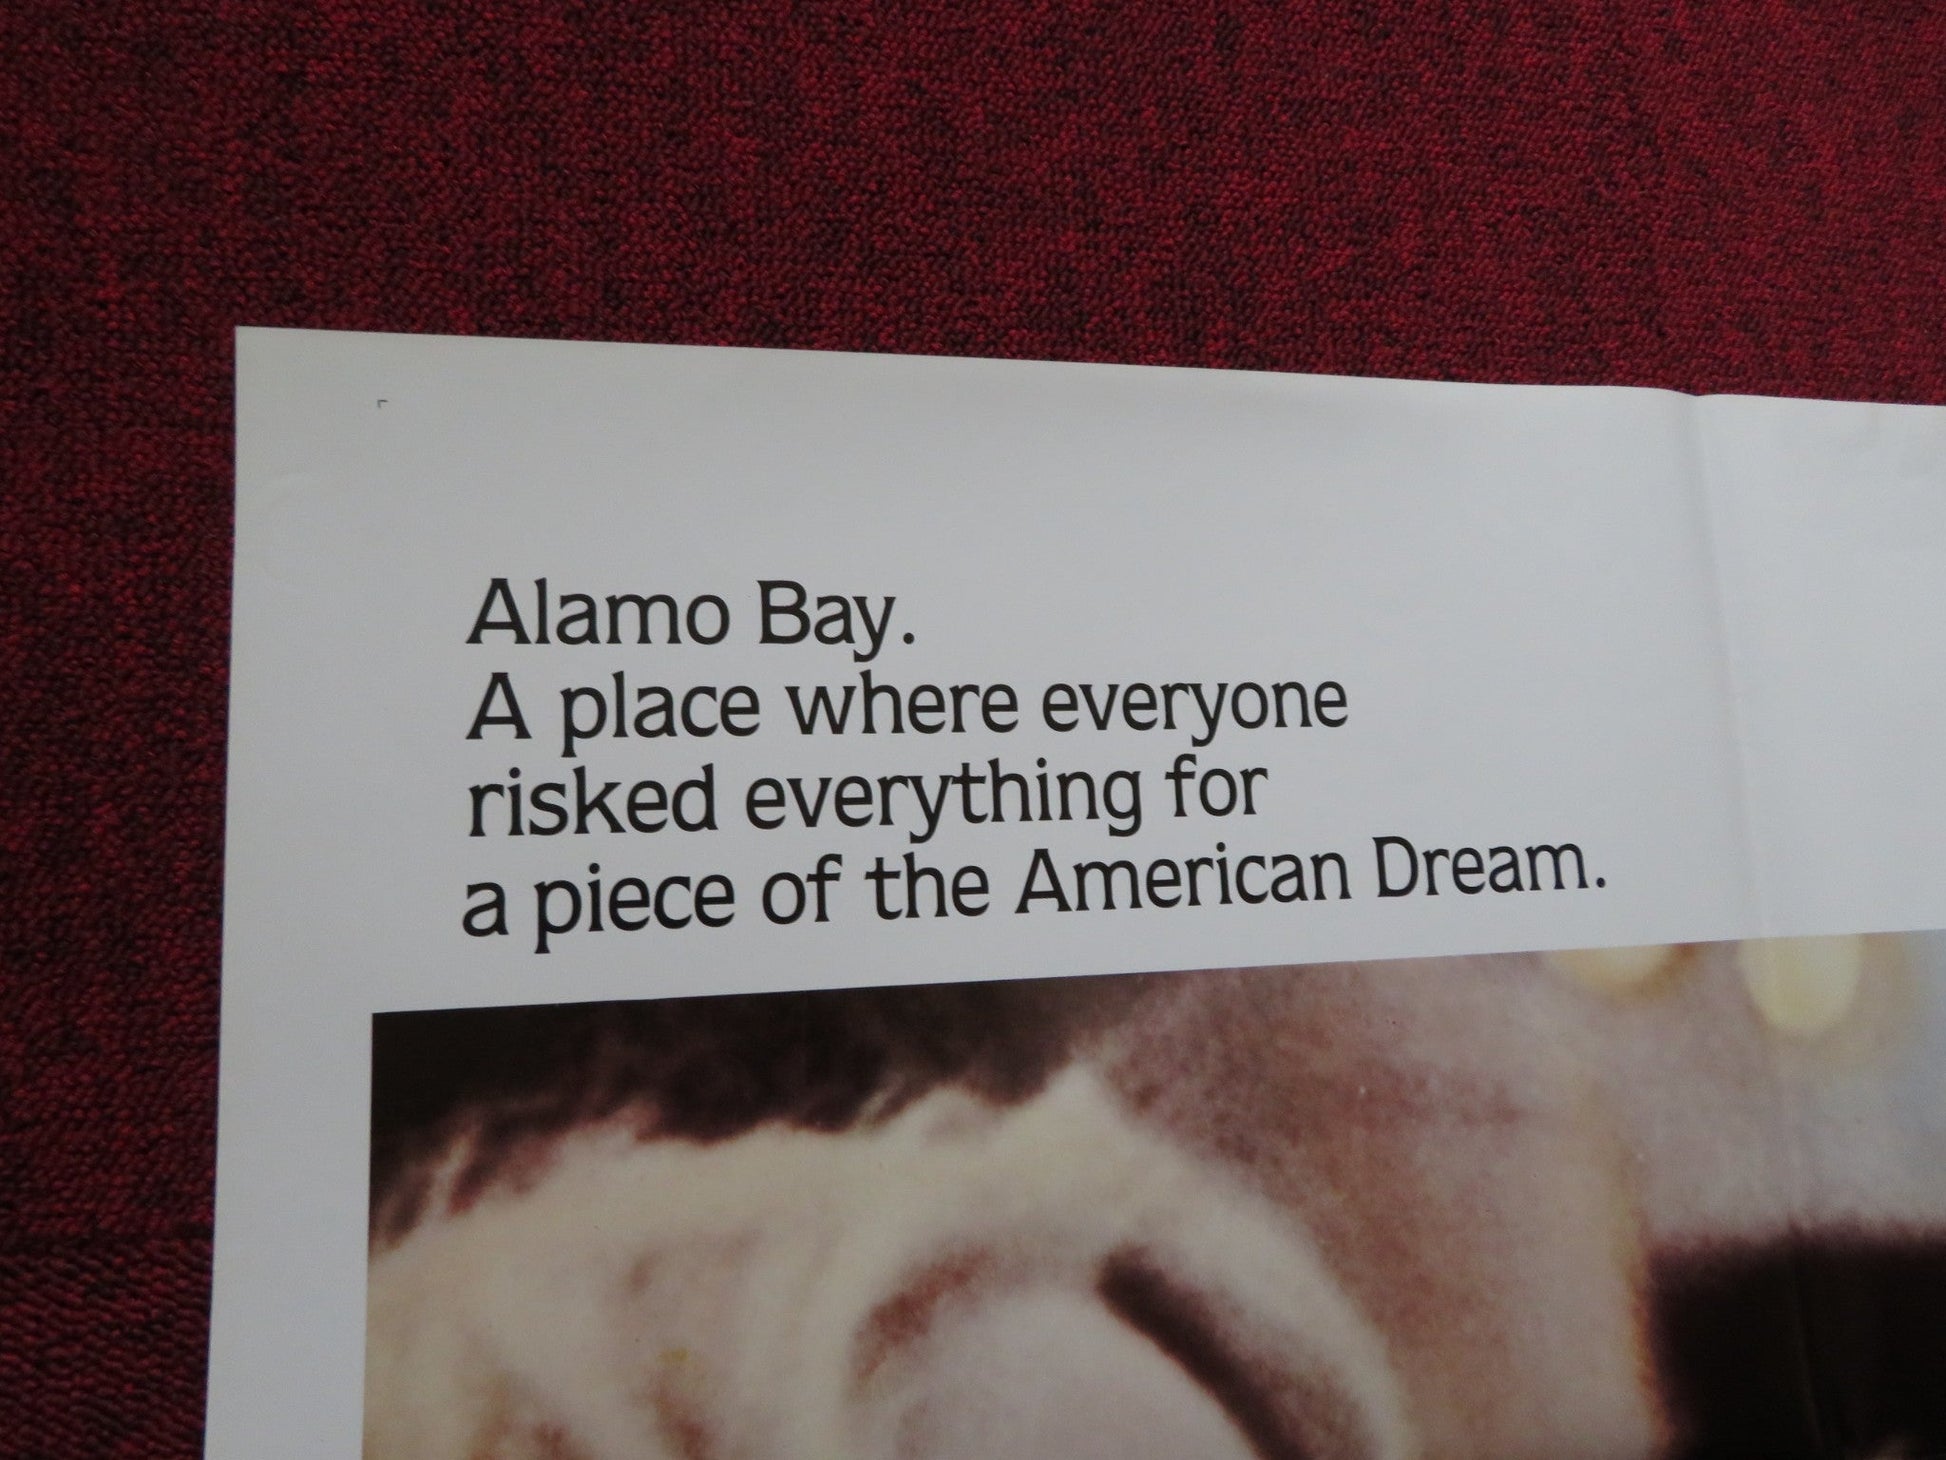 Alamo Bay.
A place where everyone
risked everything for
a piece of the American Dream.